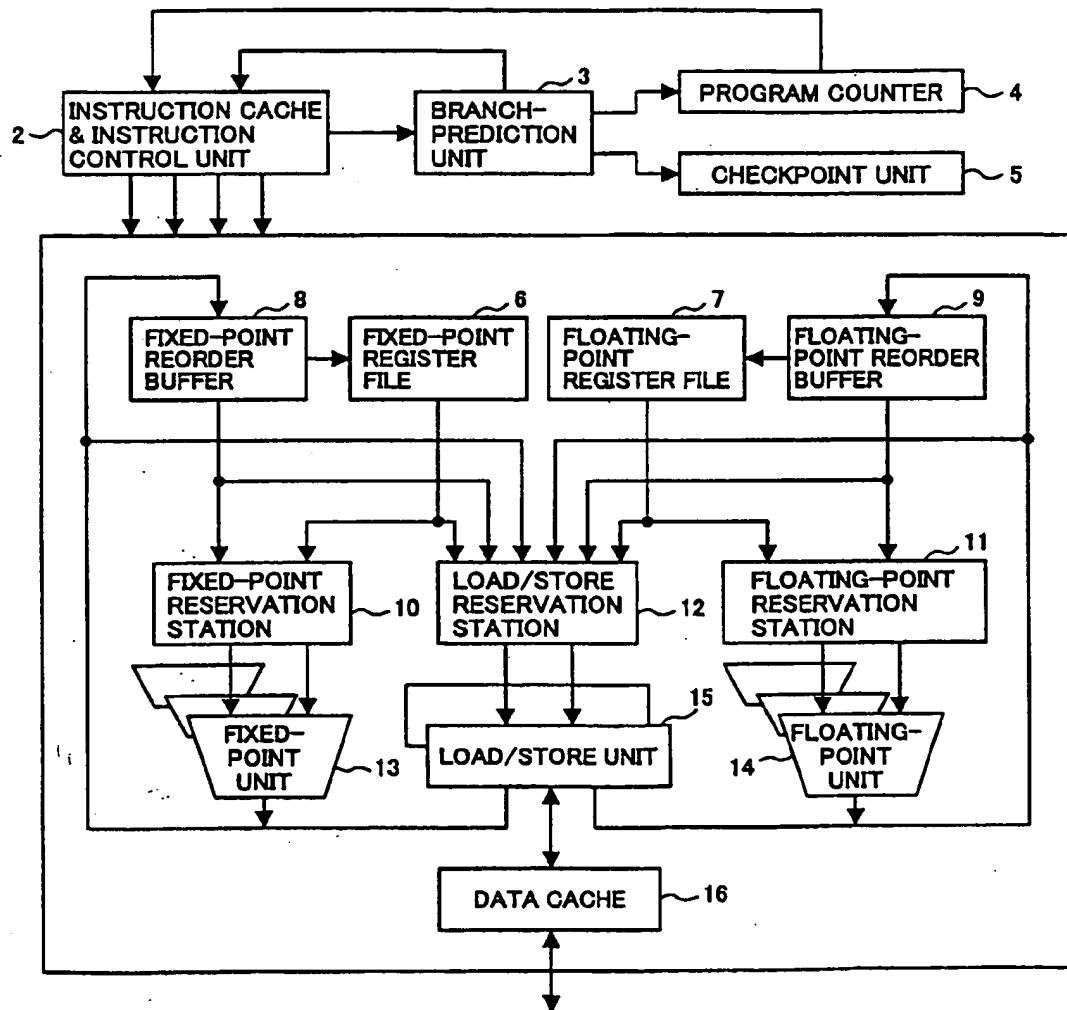 INSTRUCTION CACHE
& INSTRUCTION
CONTROL UNIT
2
BRANCH-
PREDICTION
UNIT
3
PROGRAM COUNTER
4
CHECKPOINT UNIT
5
FIXED-POINT
REORDER
BUFFER
8
FIXED-POINT
REGISTER
FILE
6
FLOATING-
POINT
REGISTER FILE
7
FLOATING-
POINT REORDER
BUFFER
9
FIXED-POINT
RESERVATION
STATION
10
LOAD/STORE
RESERVATION
STATION
12
FLOATING-POINT
RESERVATION
STATION
11
FIXED-
POINT
UNIT
13
LOAD/STORE UNIT
15
FLOATING-
POINT
UNIT
14
DATA CACHE
16